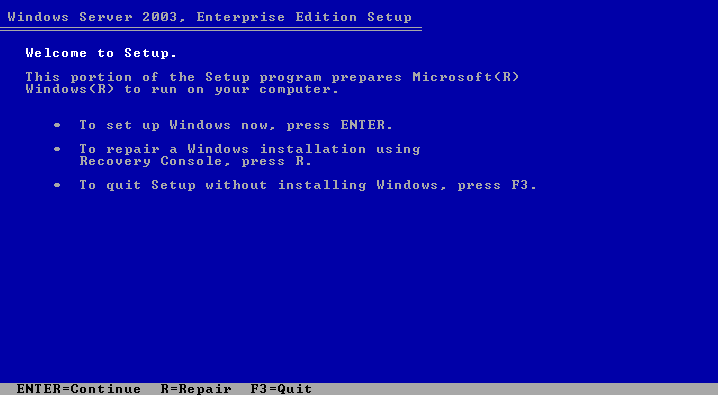 Windows Server 2003, Enterprise Edition Setup
Welcome to Setup.
This portion of the Setup program prepares Microsoft(R)
Windows(R) to run on your computer.
• To set up Windows now, press ENTER.
• To repair a Windows installation using
Recovery Console, press R.
• To quit Setup without installing Windows, press F3.
ENTER=Continue R=Repair F3=Quit